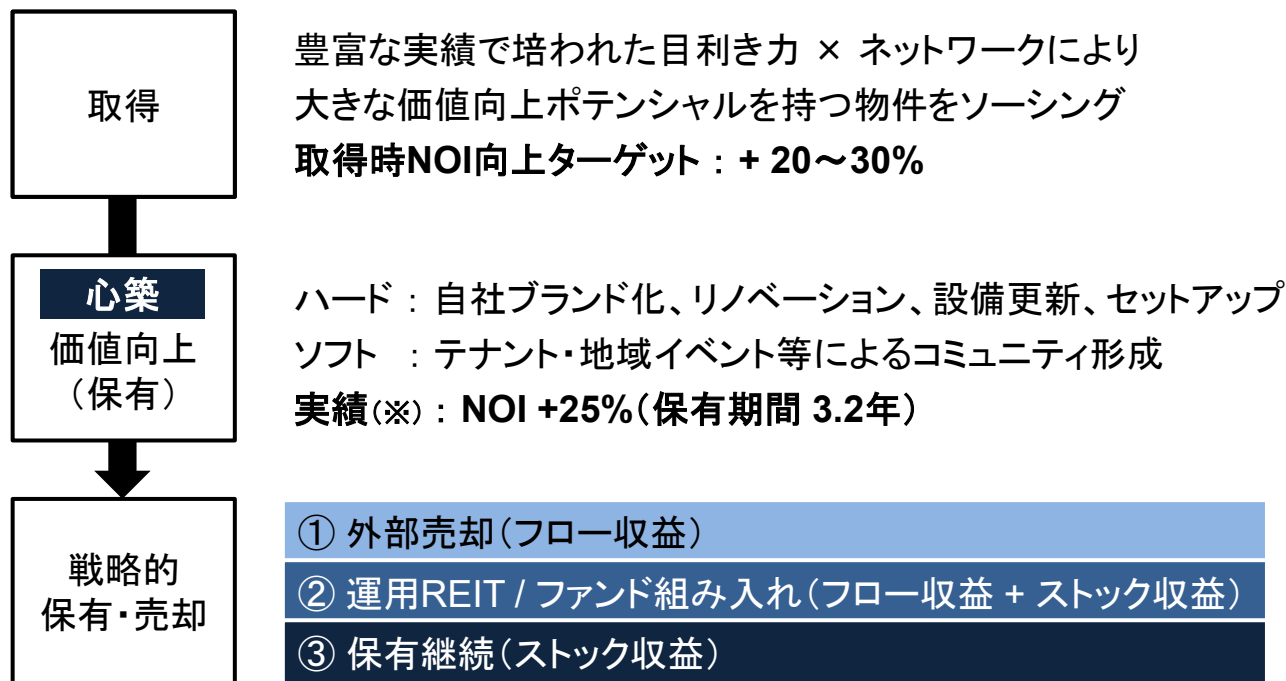 取得
豊富な実績で培われた目利き力 × ネットワークにより
大きな価値向上ポテンシャルを持つ物件をソーシング
取得時NOI向上ターゲット : + 20～30%
心築
価値向上
（保有）
ハード : 自社ブランド化、リノベーション、設備更新、セットアップ
ソフト : テナント・地域イベント等によるコミュニティ形成
実績(※) : NOI +25%（保有期間 3.2年）
戦略的
保有・売却
① 外部売却（フロー収益）
② 運用REIT / ファンド組み入れ（フロー収益 + ストック収益）
③ 保有継続（ストック収益）